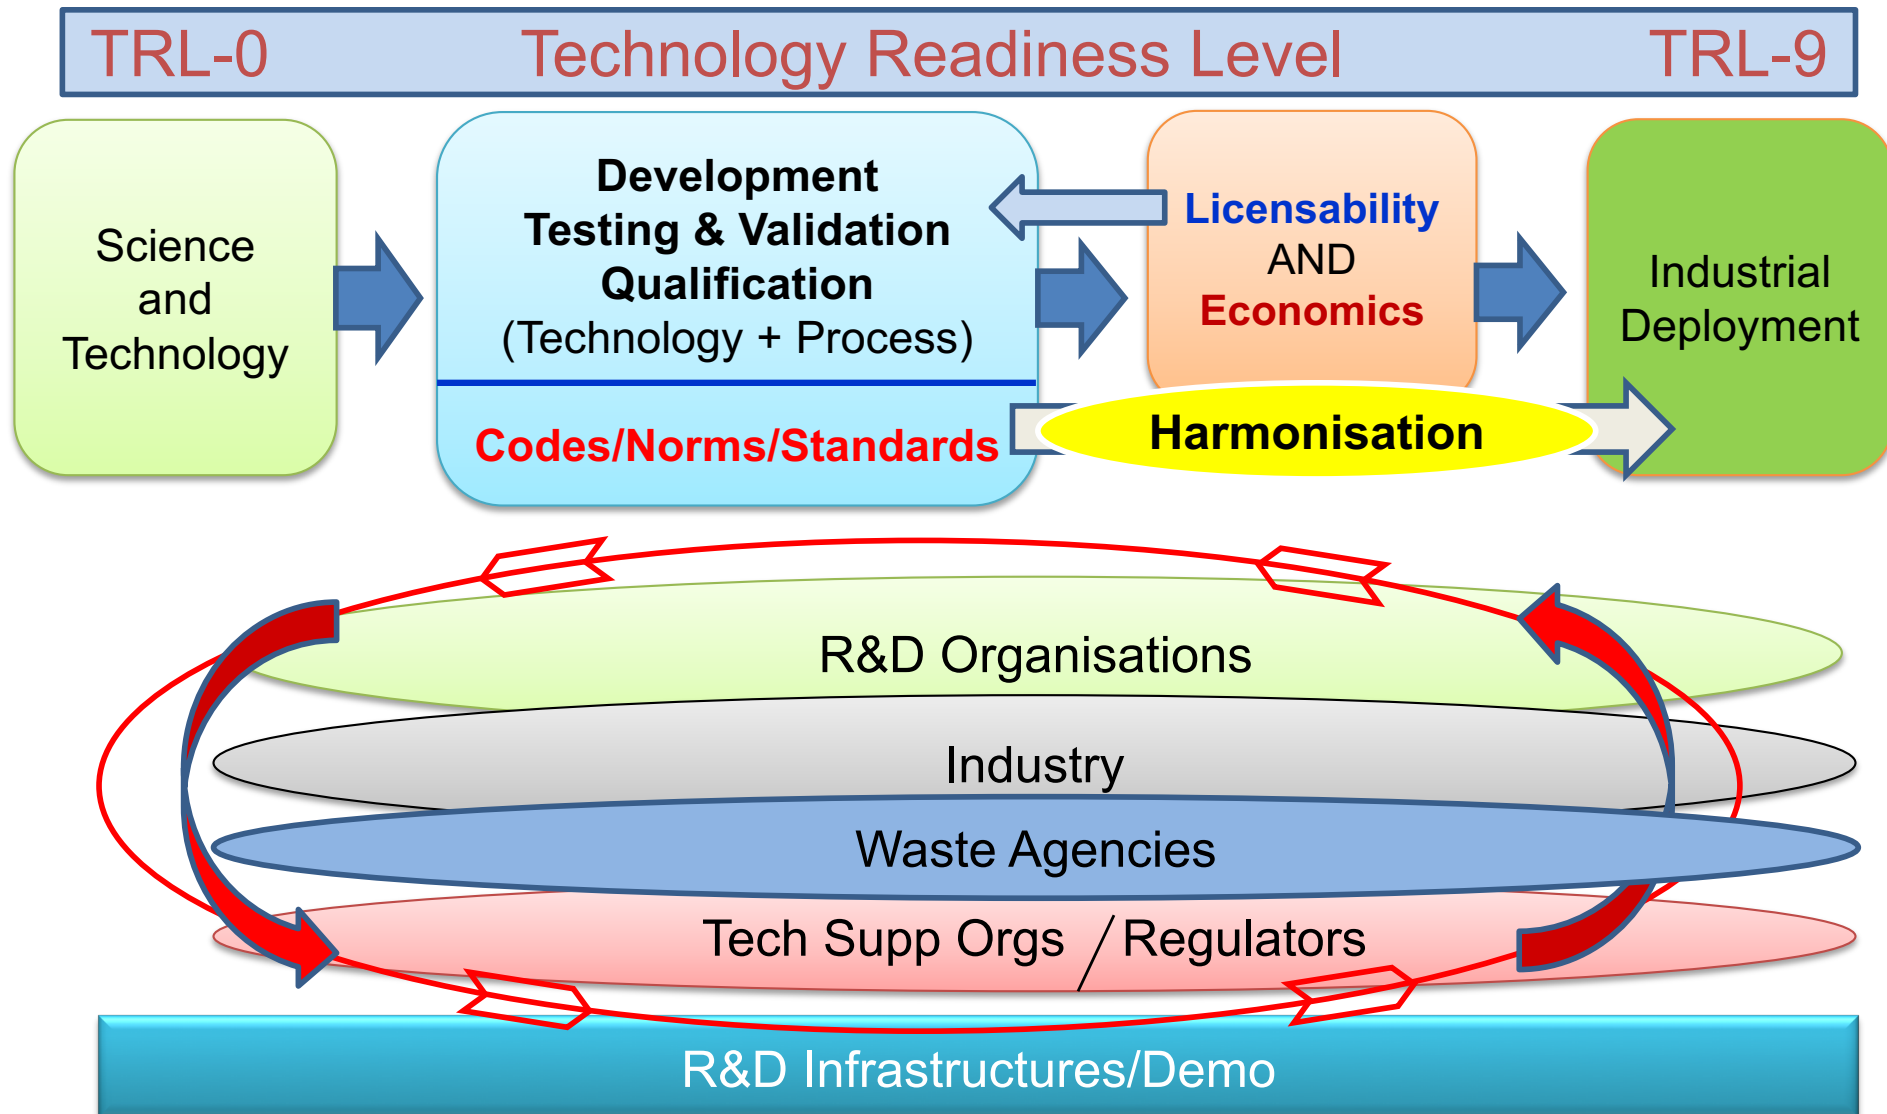 TRL-0 Technology Readiness Level TRL-9
Science
and
Technology
Development
Testing & Validation
Qualification
(Technology + Process)
Codes/Norms/Standards
Licensability
AND
Economics
Harmonisation
Industrial
Deployment
R&D Organisations
Industry
Waste Agencies
Tech Supp Orgs / Regulators
R&D Infrastructures/Demo